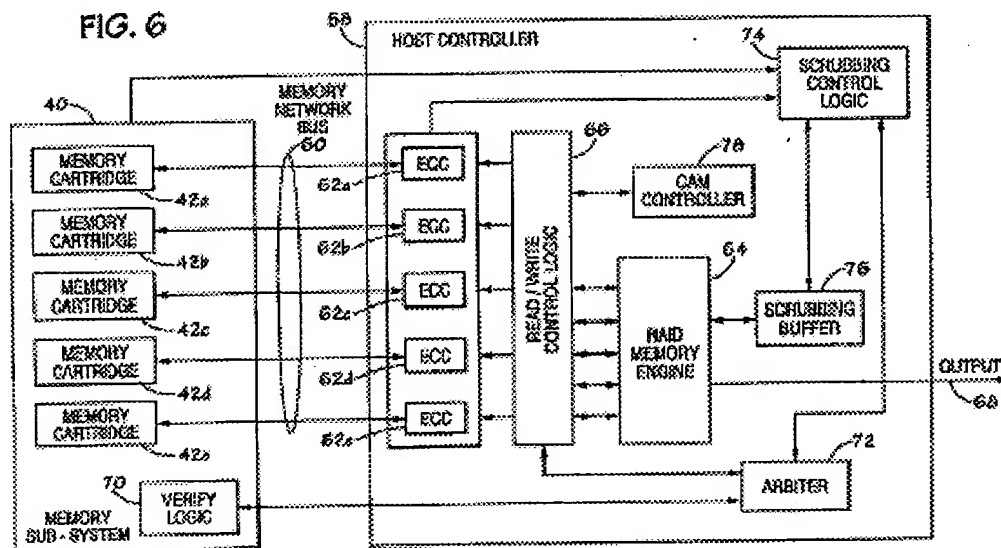 FIG. 6
58
HOST CONTROLLER
74
SCRUBBING
CONTROL
LOGIC
40
MEMORY
NETWORK
BUS
60
66
MEMORY
CARTRIDGE
42a
ECC
62a
78
CAM
CONTROLLER
MEMORY
CARTRIDGE
42b
ECC
62b
64
76
MEMORY
CARTRIDGE
42c
ECC
62c
READ / WRITE
CONTROL LOGIC
RAID
MEMORY
ENGINE
SCRUBBING
BUFFER
MEMORY
CARTRIDGE
42d
ECC
62d
OUTPUT
68
MEMORY
CARTRIDGE
42e
ECC
62e
72
70
VERIFY
LOGIC
ARBITER
MEMORY
SUB - SYSTEM